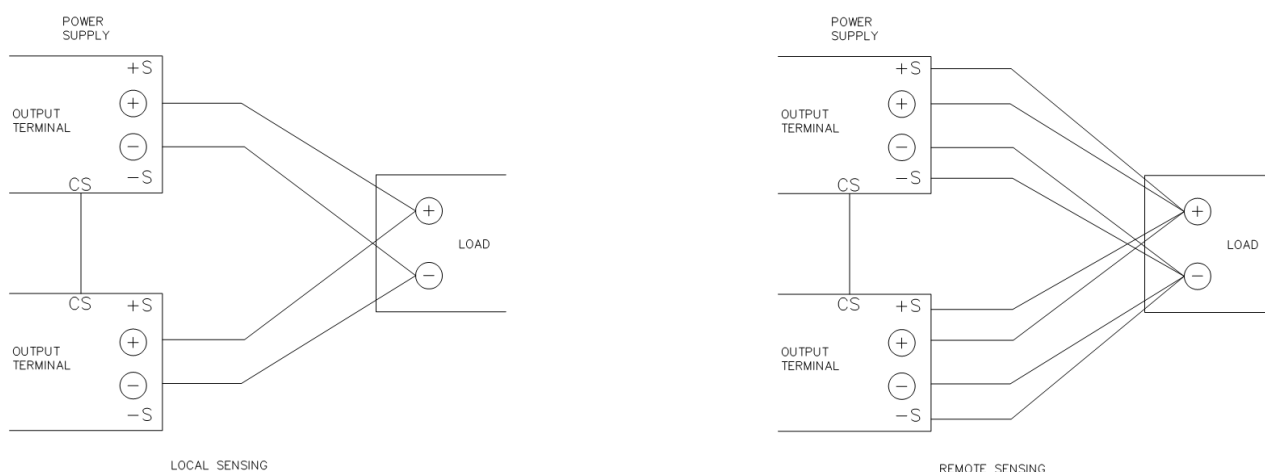 POWER
SUPPLY
+S
+
OUTPUT
TERMINAL
−
CS
−S
+
LOAD
−
CS
+S
+
OUTPUT
TERMINAL
−
−S
LOCAL SENSING
POWER
SUPPLY
+S
+
OUTPUT
TERMINAL
−
CS
−S
+
LOAD
−
CS
+S
+
OUTPUT
TERMINAL
−
−S
REMOTE SENSING